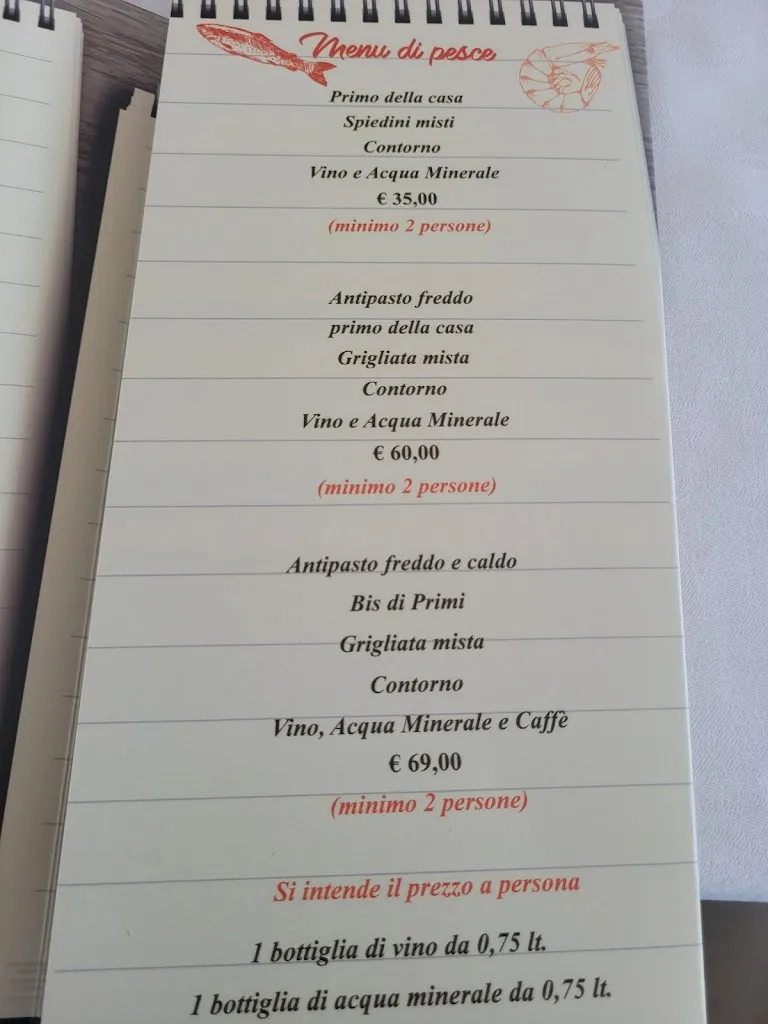 Menu di pesce
Primo della casa
Spiedini misti
Contorno
Vino e Acqua Minerale
€ 35,00
(minimo 2 persone)
Antipasto freddo
primo della casa
Grigliata mista
Contorno
Vino e Acqua Minerale
€ 60,00
(minimo 2 persone)
Antipasto freddo e caldo
Bis di Primi
Grigliata mista
Contorno
Vino, Acqua Minerale e Caffè
€ 69,00
(minimo 2 persone)
Si intende il prezzo a persona
1 bottiglia di vino da 0,75 lt.
1 bottiglia di acqua minerale da 0,75 lt.